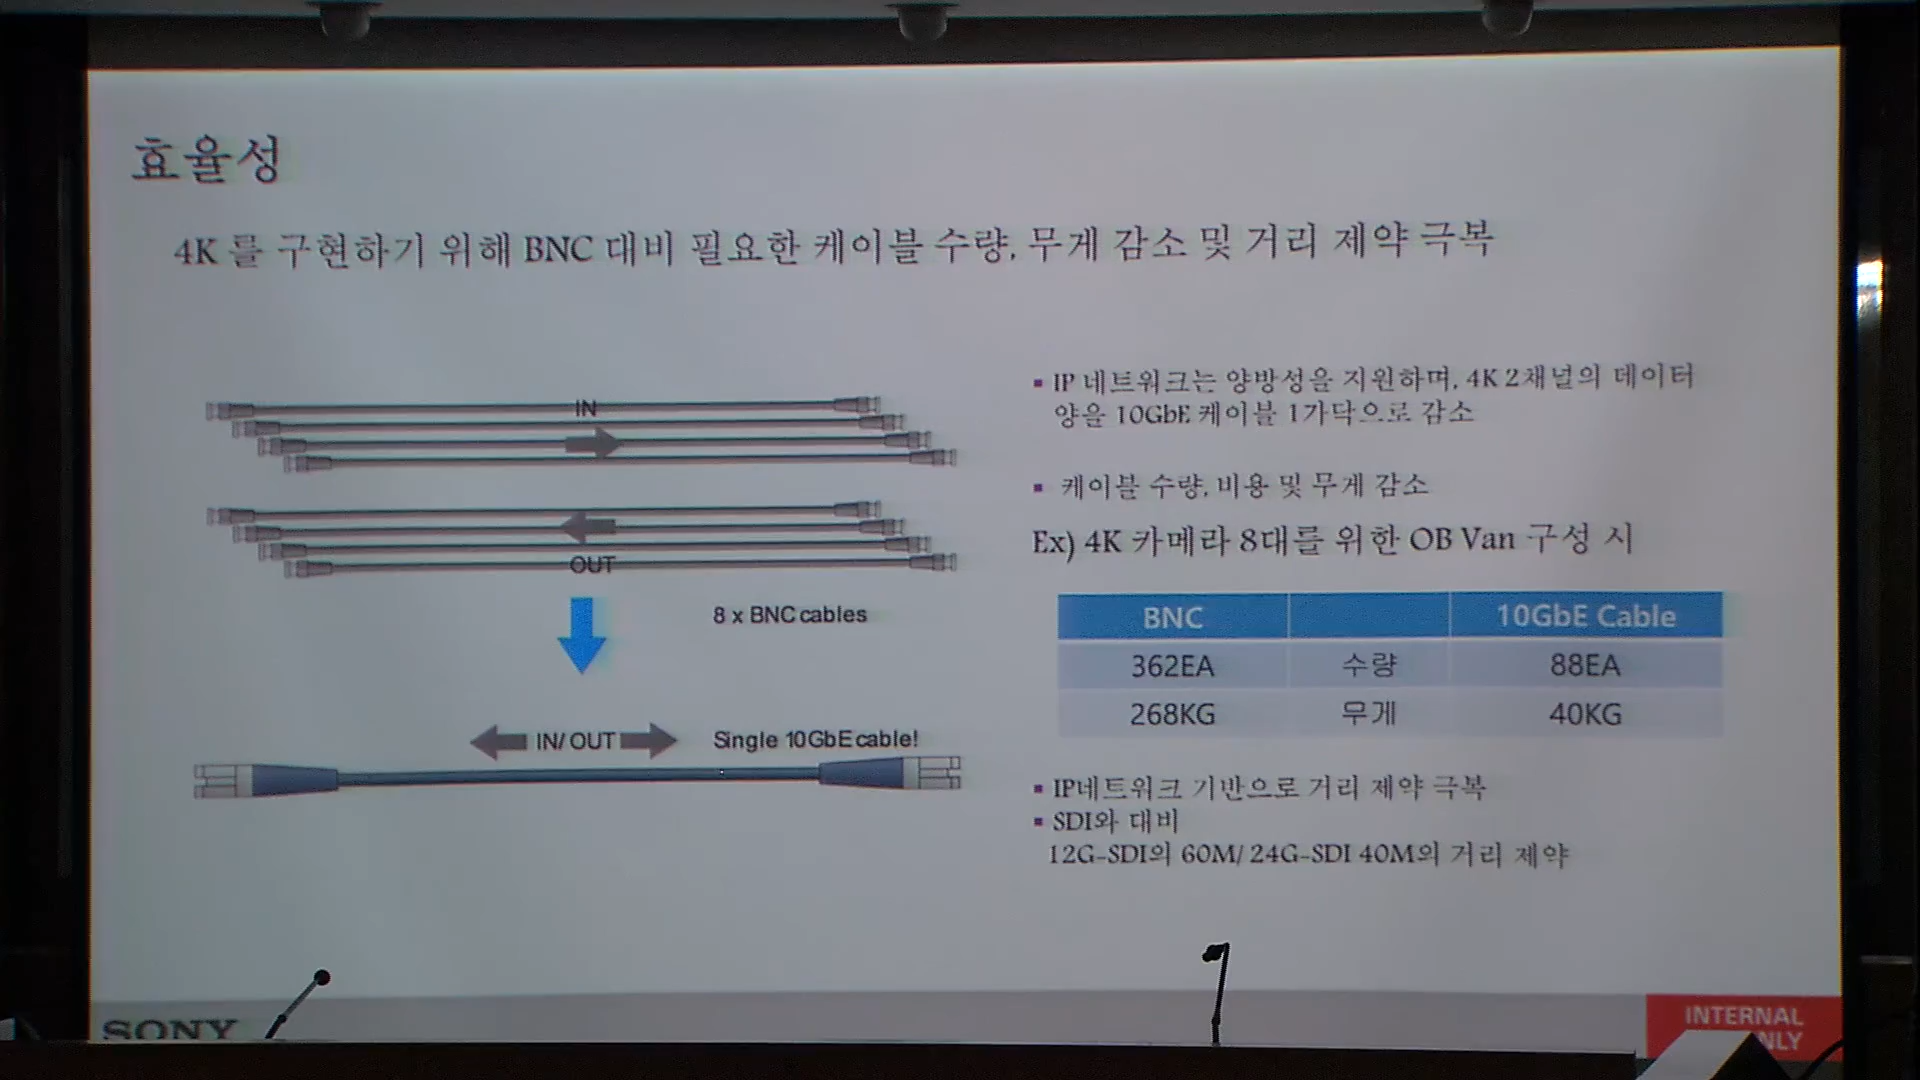 효율성
4K 를 구현하기 위해 BNC 대비 필요한 케이블 수량, 무게 감소 및 거리 제약 극복
IN
OUT
8 x BNC cables
IN/ OUT
Single 10GbE cable!
▪ IP 네트워크는 양방성을 지원하며, 4K 2채널의 데이터
양을 10GbE 케이블 1가닥으로 감소
▪ 케이블 수량, 비용 및 무게 감소
Ex) 4K 카메라 8대를 위한 OB Van 구성 시
BNC 10GbE Cable
362EA 수량 88EA
268KG 무게 40KG
▪ IP네트워크 기반으로 거리 제약 극복
▪ SDI와 대비
12G-SDI의 60M/ 24G-SDI 40M의 거리 제약
SONY
INTERNAL
NLY